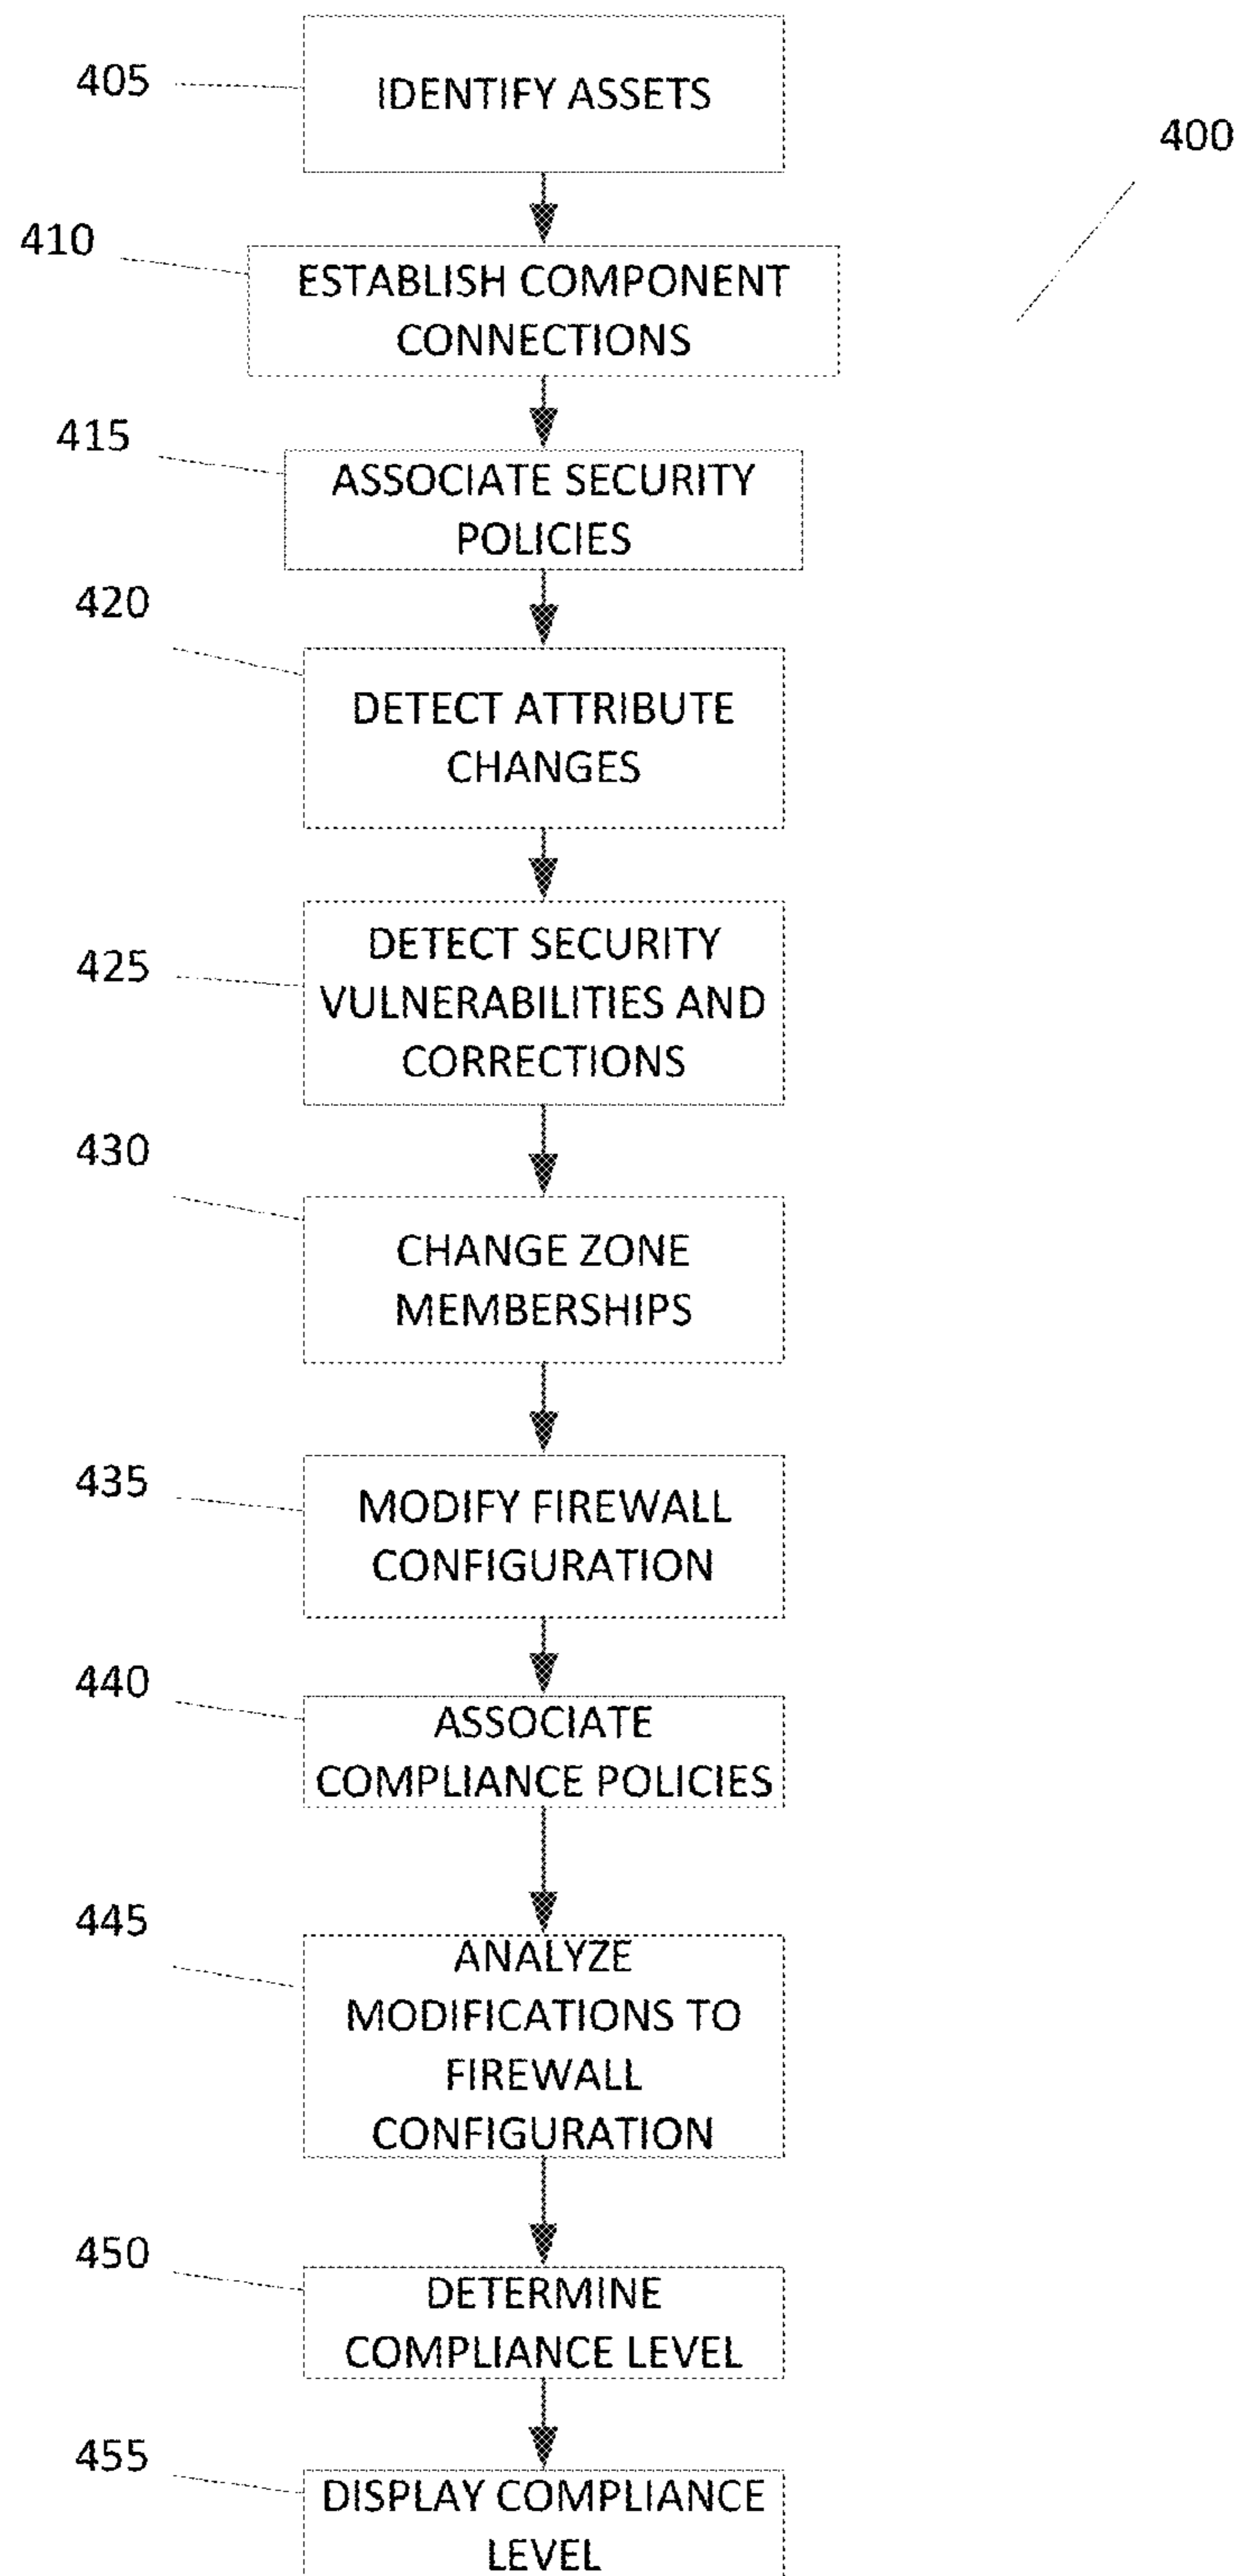 405
IDENTIFY ASSETS
400
410
ESTABLISH COMPONENT
CONNECTIONS
415
ASSOCIATE SECURITY
POLICIES
420
DETECT ATTRIBUTE
CHANGES
425
DETECT SECURITY
VULNERABILITIES AND
CORRECTIONS
430
CHANGE ZONE
MEMBERSHIPS
435
MODIFY FIREWALL
CONFIGURATION
440
ASSOCIATE
COMPLIANCE POLICIES
445
ANALYZE
MODIFICATIONS TO
FIREWALL
CONFIGURATION
450
DETERMINE
COMPLIANCE LEVEL
455
DISPLAY COMPLIANCE
LEVEL